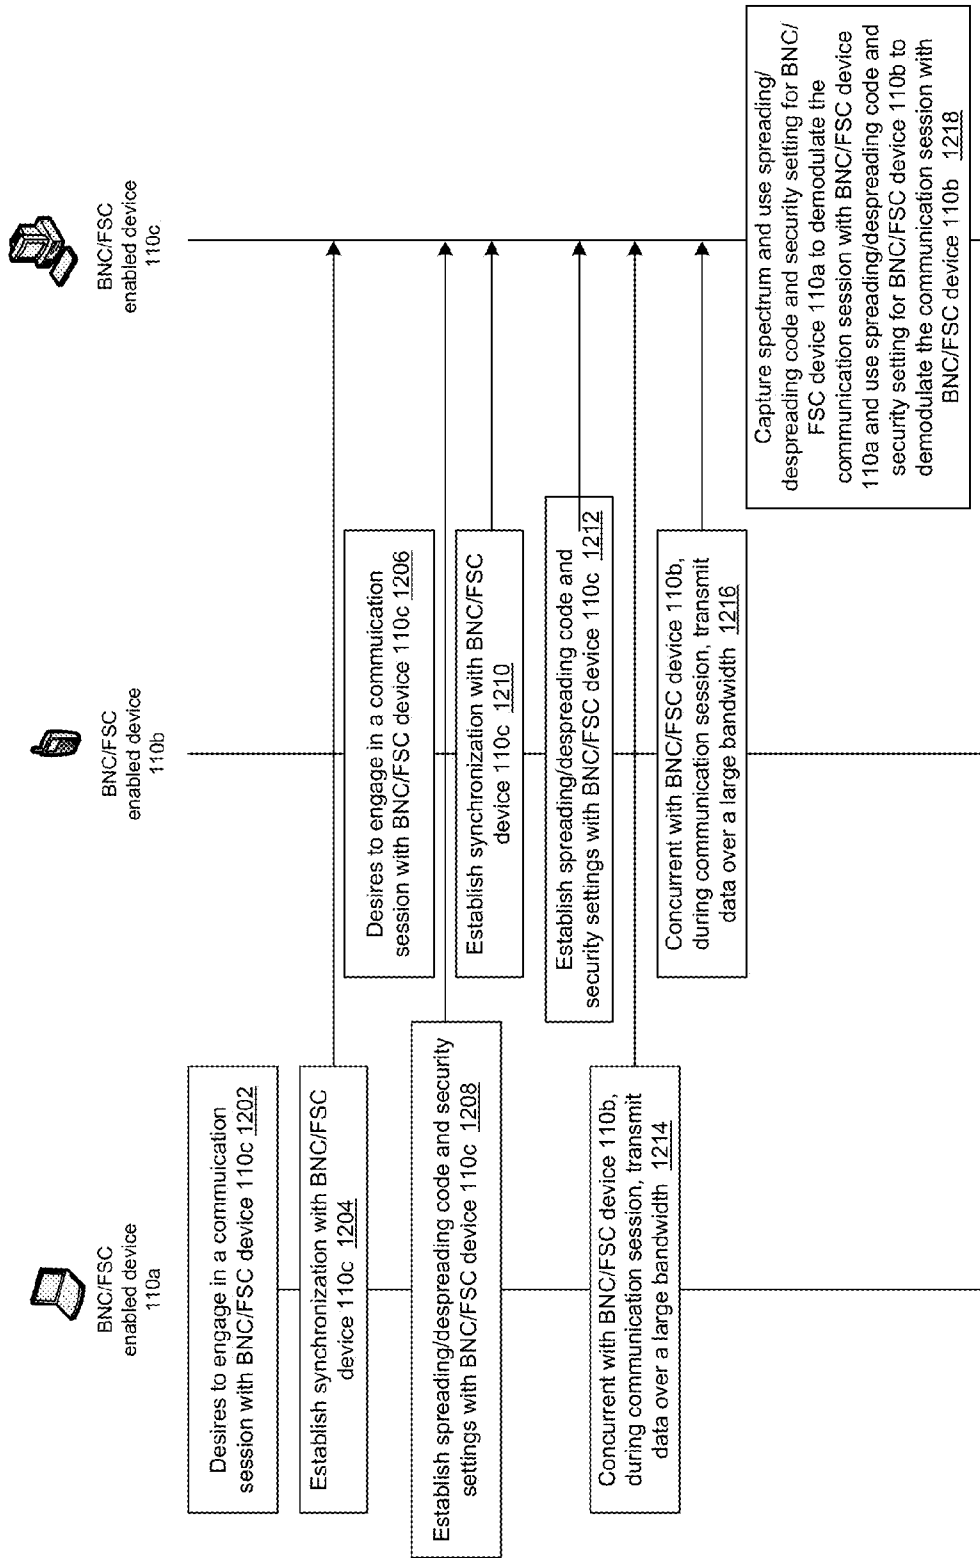 BNC/FSC
enabled device
110a
BNC/FSC
enabled device
110b
BNC/FSC
enabled device
110c
Desires to engage in a commuication
session with BNC/FSC device 110c 1202
Establish synchronization with BNC/FSC
device 110c 1204
Desires to engage in a commuication
session with BNC/FSC device 110c 1206
Establish spreading/despreading code and security
settings with BNC/FSC device 110c 1208
Establish synchronization with BNC/FSC
device 110c 1210
Establish spreading/despreading code and
security settings with BNC/FSC device 110c 1212
Concurrent with BNC/FSC device 110b,
during communication session, transmit
data over a large bandwidth 1214
Concurrent with BNC/FSC device 110b,
during communication session, transmit
data over a large bandwidth 1216
Capture spectrum and use spreading/
despreading code and security setting for BNC/
FSC device 110a to demodulate the
communication session with BNC/FSC device
110a and use spreading/despreading code and
security setting for BNC/FSC device 110b to
demodulate the communication session with
BNC/FSC device 110b 1218